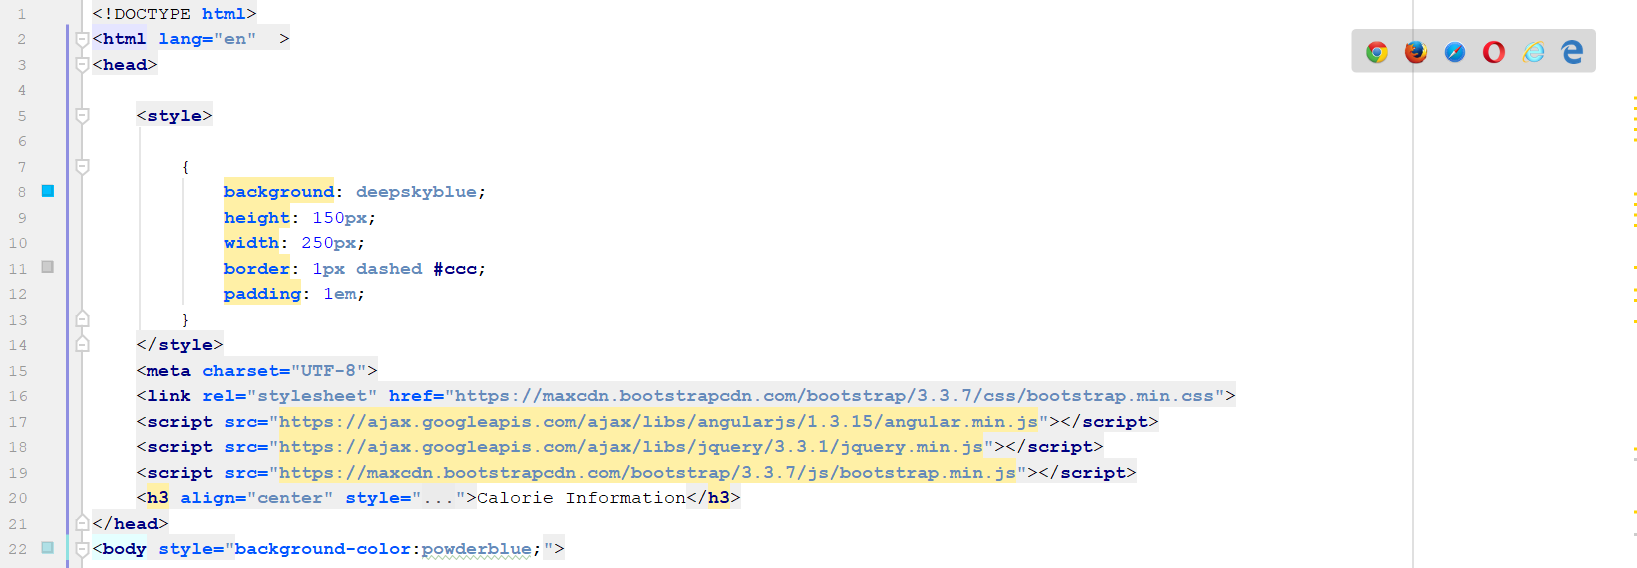 1 <!DOCTYPE html>
2 <html lang="en"  >
3 <head>
4
5     <style>
6
7         {
8             background: deepskyblue;
9             height: 150px;
10             width: 250px;
11             border: 1px dashed #ccc;
12             padding: 1em;
13         }
14     </style>
15     <meta charset="UTF-8">
16     <link rel="stylesheet" href="https://maxcdn.bootstrapcdn.com/bootstrap/3.3.7/css/bootstrap.min.css">
17     <script src="https://ajax.googleapis.com/ajax/libs/angularjs/1.3.15/angular.min.js"></script>
18     <script src="https://ajax.googleapis.com/ajax/libs/jquery/3.3.1/jquery.min.js"></script>
19     <script src="https://maxcdn.bootstrapcdn.com/bootstrap/3.3.7/js/bootstrap.min.js"></script>
20     <h3 align="center" style="...">Calorie Information</h3>
21 </head>
22 <body style="background-color:powderblue;">